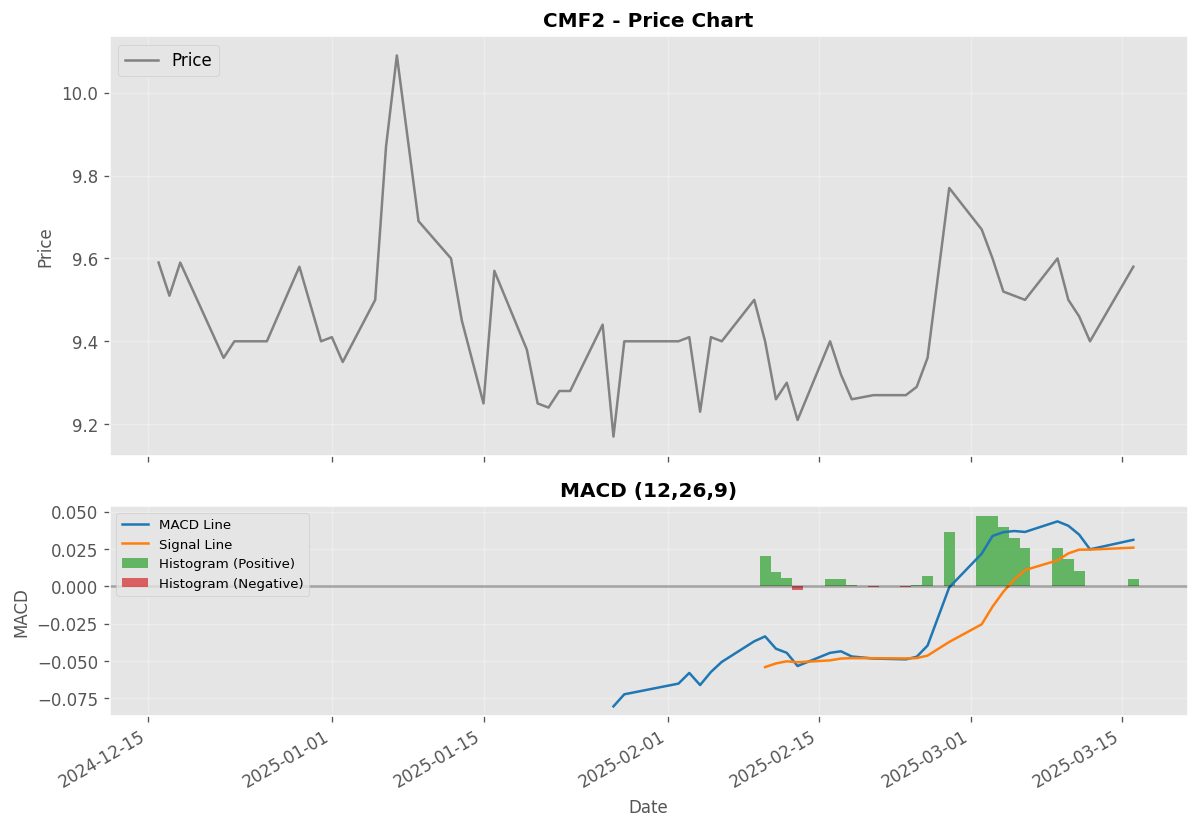 CMF2 - Price Chart
Price
10.0
9.8
9.6
9.4
9.2
Price
MACD (12,26,9)
MACD Line
Signal Line
Histogram (Positive)
Histogram (Negative)
0.050
0.025
0.000
−0.025
−0.050
−0.075
MACD
2024-12-15
2025-01-01
2025-01-15
2025-02-01
2025-02-15
2025-03-01
2025-03-15
Date